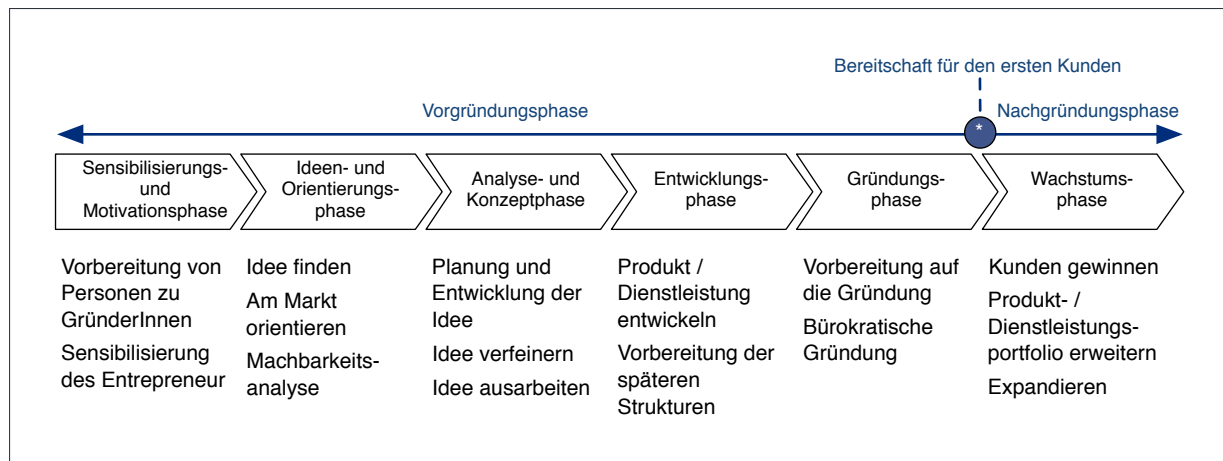 Bereitschaft für den ersten Kunden
Vorgründungsphase
Nachgründungsphase
*
Sensibilisierungs-
und
Motivationsphase
Ideen- und
Orientierungs-
phase
Analyse- und
Konzeptphase
Entwicklungs-
phase
Gründungs-
phase
Wachstums-
phase
Vorbereitung von
Personen zu
GründerInnen
Sensibilisierung
des Entrepreneur
Idee finden
Am Markt
orientieren
Machbarkeits-
analyse
Planung und
Entwicklung der
Idee
Idee verfeinern
Idee ausarbeiten
Produkt /
Dienstleistung
entwickeln
Vorbereitung der
späteren
Strukturen
Vorbereitung auf
die Gründung
Bürokratische
Gründung
Kunden gewinnen
Produkt- /
Dienstleistungs-
portfolio erweitern
Expandieren